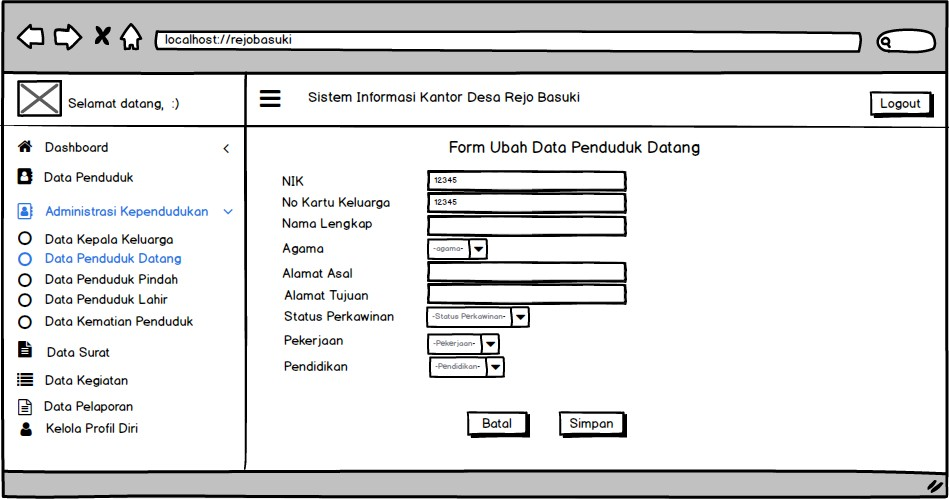 localhost://rejobasuki
Selamat datang, :)
Sistem Informasi Kantor Desa Rejo Basuki
Logout
Dashboard
Data Penduduk
Administrasi Kependudukan
Data Kepala Keluarga
Data Penduduk Datang
Data Penduduk Pindah
Data Penduduk Lahir
Data Kematian Penduduk
Data Surat
Data Kegiatan
Data Pelaporan
Kelola Profil Diri
Form Ubah Data Penduduk Datang
NIK 12345
No Kartu Keluarga 12345
Nama Lengkap
Agama -agama-
Alamat Asal
Alamat Tujuan
Status Perkawinan -Status Perkawinan-
Pekerjaan -Pekerjaan-
Pendidikan -Pendidikan-
Batal Simpan